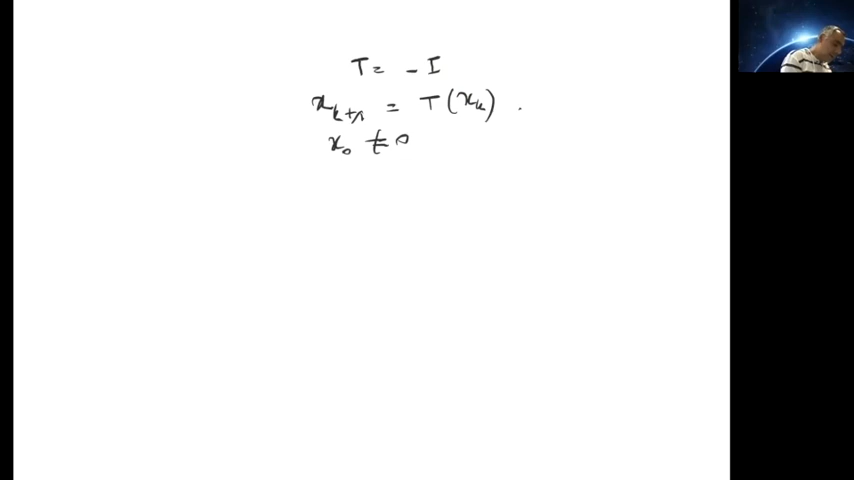 T = - I
x_{k+1} = T(x_k) .
x_0 ≠ 0